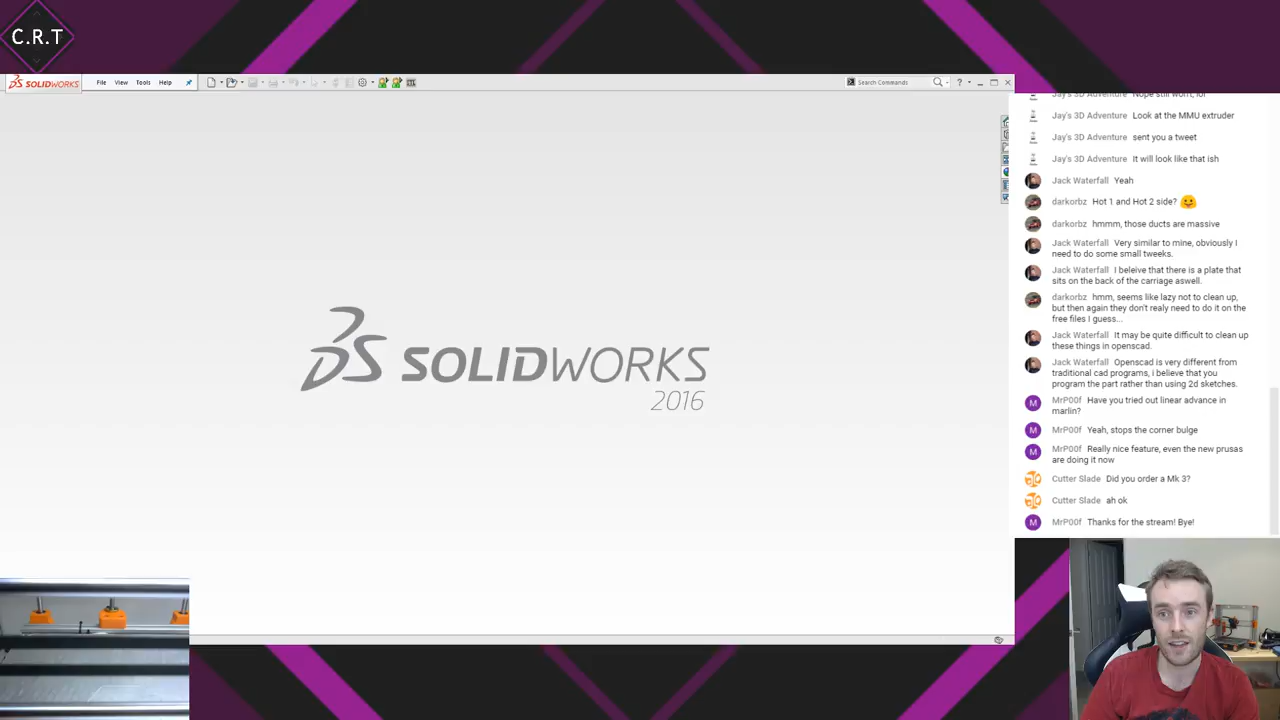 C.R.T
SOLIDWORKS
File View Tools Help
Search Commands
?
SOLIDWORKS
2016
Jay's 3D Adventure Nope still won't, lol
Jay's 3D Adventure Look at the MMU extruder
Jay's 3D Adventure sent you a tweet
Jay's 3D Adventure It will look like that ish
Jack Waterfall Yeah
darkorbz Hot 1 and Hot 2 side?
darkorbz hmmm, those ducts are massive
Jack Waterfall Very similar to mine, obviously I
need to do some small tweeks.
Jack Waterfall I beleive that there is a plate that
sits on the back of the carriage aswell.
darkorbz hmm, seems like lazy not to clean up,
but then again they don't realy need to do it on the
free files I guess...
Jack Waterfall It may be quite difficult to clean up
these things in openscad.
Jack Waterfall Openscad is very different from
traditional cad programs, i believe that you
program the part rather than using 2d sketches.
M MrP00f Have you tried out linear advance in
marlin?
M MrP00f Yeah, stops the corner bulge
M MrP00f Really nice feature, even the new prusas
are doing it now
Cutter Slade Did you order a Mk 3?
Cutter Slade ah ok
M MrP00f Thanks for the stream! Bye!